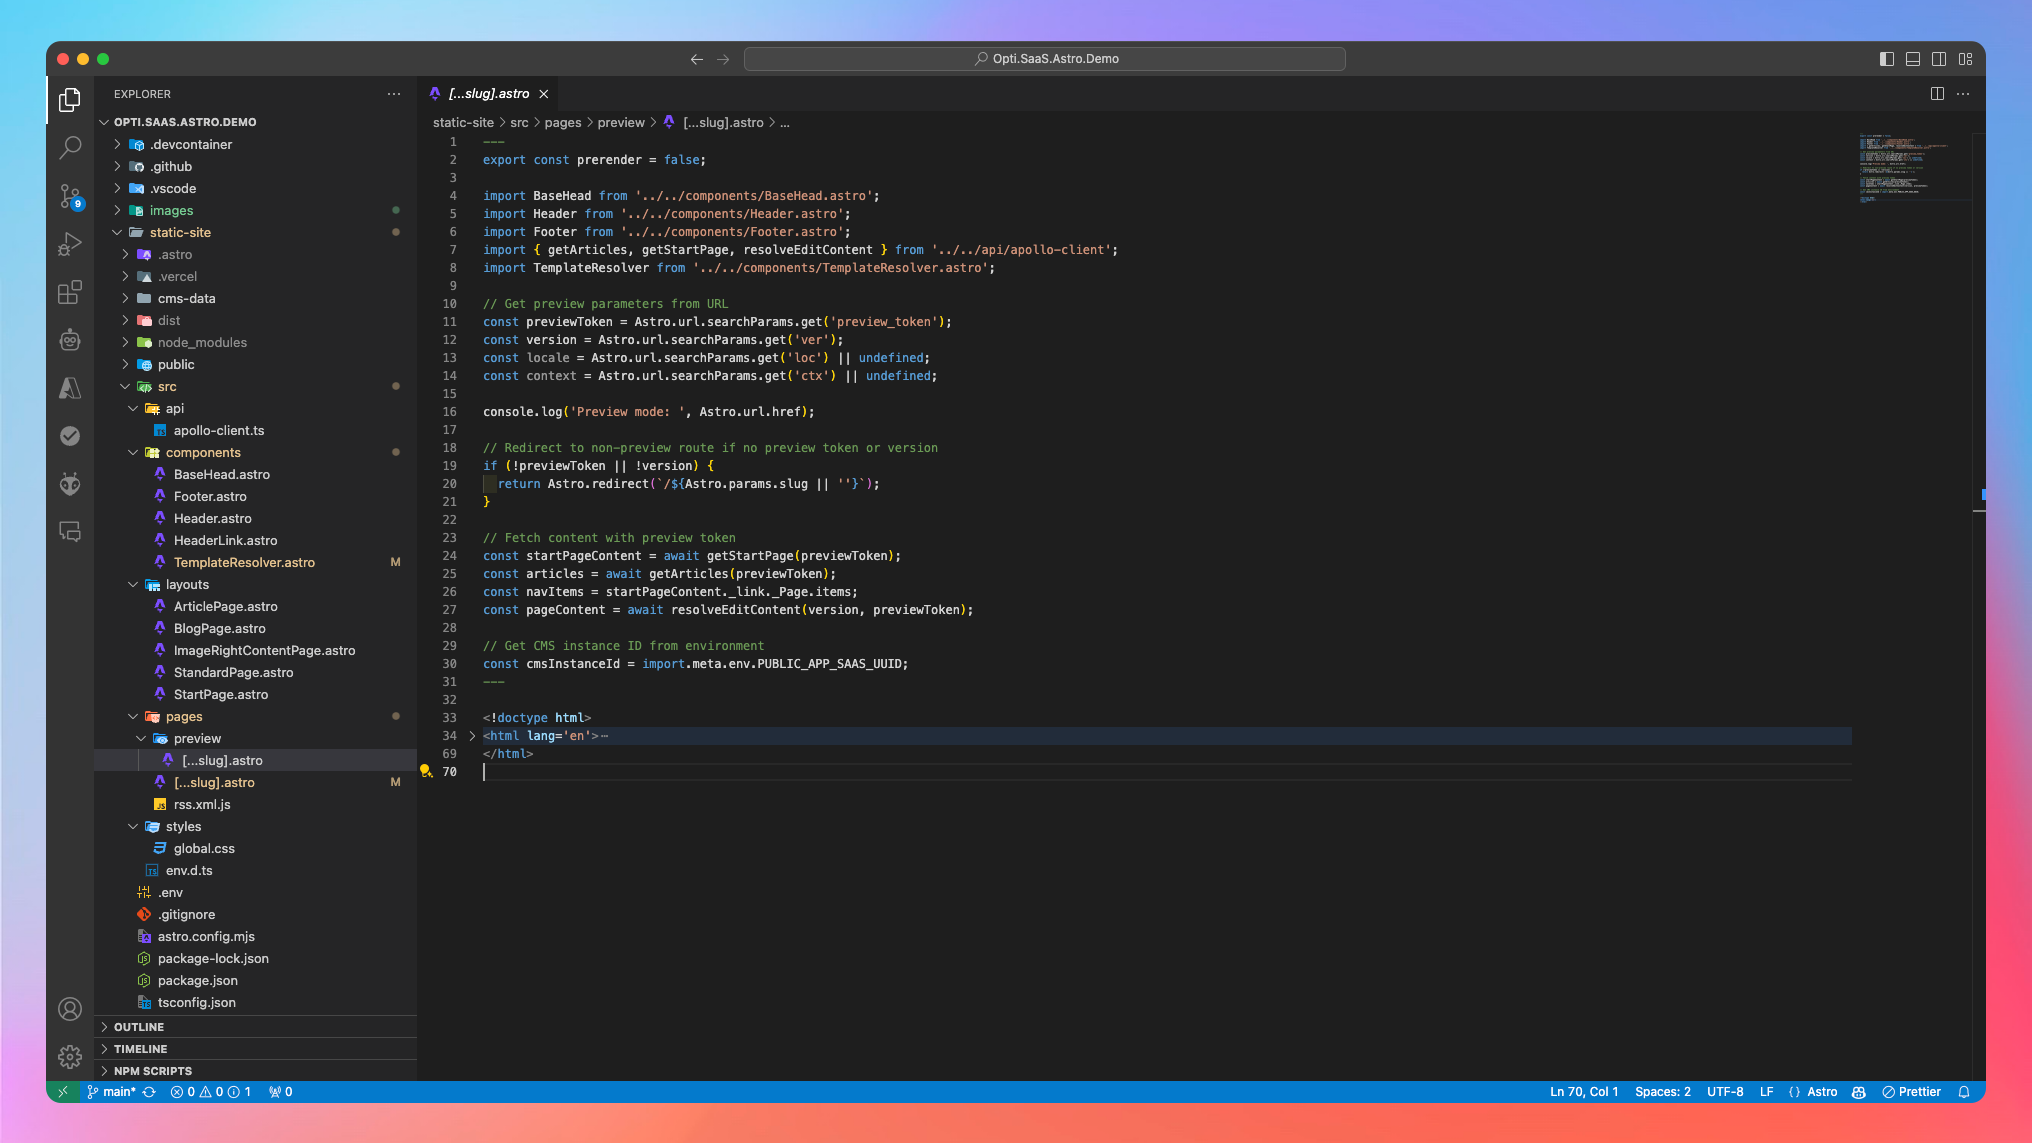 Opti.SaaS.Astro.Demo
EXPLORER
OPTI.SAAS.ASTRO.DEMO
.devcontainer
.github
.vscode
images
static-site
.astro
.vercel
cms-data
dist
node_modules
public
src
api
apollo-client.ts
components
BaseHead.astro
Footer.astro
Header.astro
HeaderLink.astro
TemplateResolver.astro M
layouts
ArticlePage.astro
BlogPage.astro
ImageRightContentPage.astro
StandardPage.astro
StartPage.astro
pages
preview
[...slug].astro
[...slug].astro M
rss.xml.js
styles
global.css
env.d.ts
.env
.gitignore
astro.config.mjs
package-lock.json
package.json
tsconfig.json
OUTLINE
TIMELINE
NPM SCRIPTS
9
[...slug].astro
static-site > src > pages > preview > [...slug].astro > ...
1 ---
2 export const prerender = false;
3
4 import BaseHead from '../../components/BaseHead.astro';
5 import Header from '../../components/Header.astro';
6 import Footer from '../../components/Footer.astro';
7 import { getArticles, getStartPage, resolveEditContent } from '../../api/apollo-client';
8 import TemplateResolver from '../../components/TemplateResolver.astro';
9
10 // Get preview parameters from URL
11 const previewToken = Astro.url.searchParams.get('preview_token');
12 const version = Astro.url.searchParams.get('ver');
13 const locale = Astro.url.searchParams.get('loc') || undefined;
14 const context = Astro.url.searchParams.get('ctx') || undefined;
15
16 console.log('Preview mode: ', Astro.url.href);
17
18 // Redirect to non-preview route if no preview token or version
19 if (!previewToken || !version) {
20 return Astro.redirect(`/${Astro.params.slug || ''}`);
21 }
22
23 // Fetch content with preview token
24 const startPageContent = await getStartPage(previewToken);
25 const articles = await getArticles(previewToken);
26 const navItems = startPageContent._link._Page.items;
27 const pageContent = await resolveEditContent(version, previewToken);
28
29 // Get CMS instance ID from environment
30 const cmsInstanceId = import.meta.env.PUBLIC_APP_SAAS_UUID;
31 ---
32
33 <!doctype html>
34 <html lang='en'>⋯
69 </html>
70
main* 0 0 1 0 Ln 70, Col 1 Spaces: 2 UTF-8 LF {} Astro Prettier